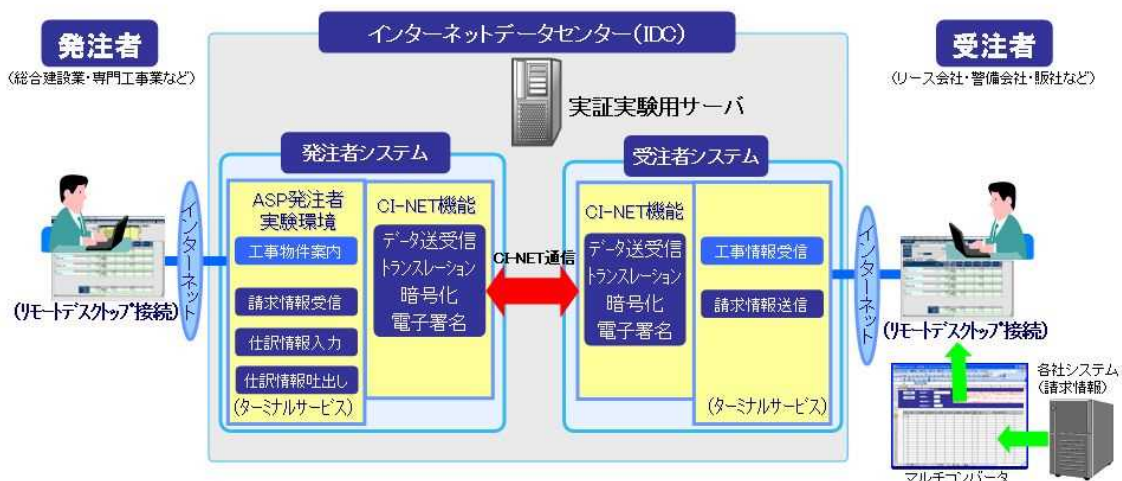 発注者
(総合建設業・専門工事業など)
インターネットデータセンター(IDC)
受注者
(リース会社・警備会社・販社など)
実証実験用サーバ
発注者システム
ASP発注者
実験環境
工事物件案内
請求情報受信
仕訳情報入力
仕訳情報吐出し
(ターミナルサービス)
CI-NET機能
データ送受信
トランスレーション
暗号化
電子署名
CI-NET通信
受注者システム
CI-NET機能
データ送受信
トランスレーション
暗号化
電子署名
工事情報受信
請求情報送信
(ターミナルサービス)
インターネット
(リモートデスクトップ接続)
インターネット
(リモートデスクトップ接続)
各社システム
(請求情報)
マルチコンバータ